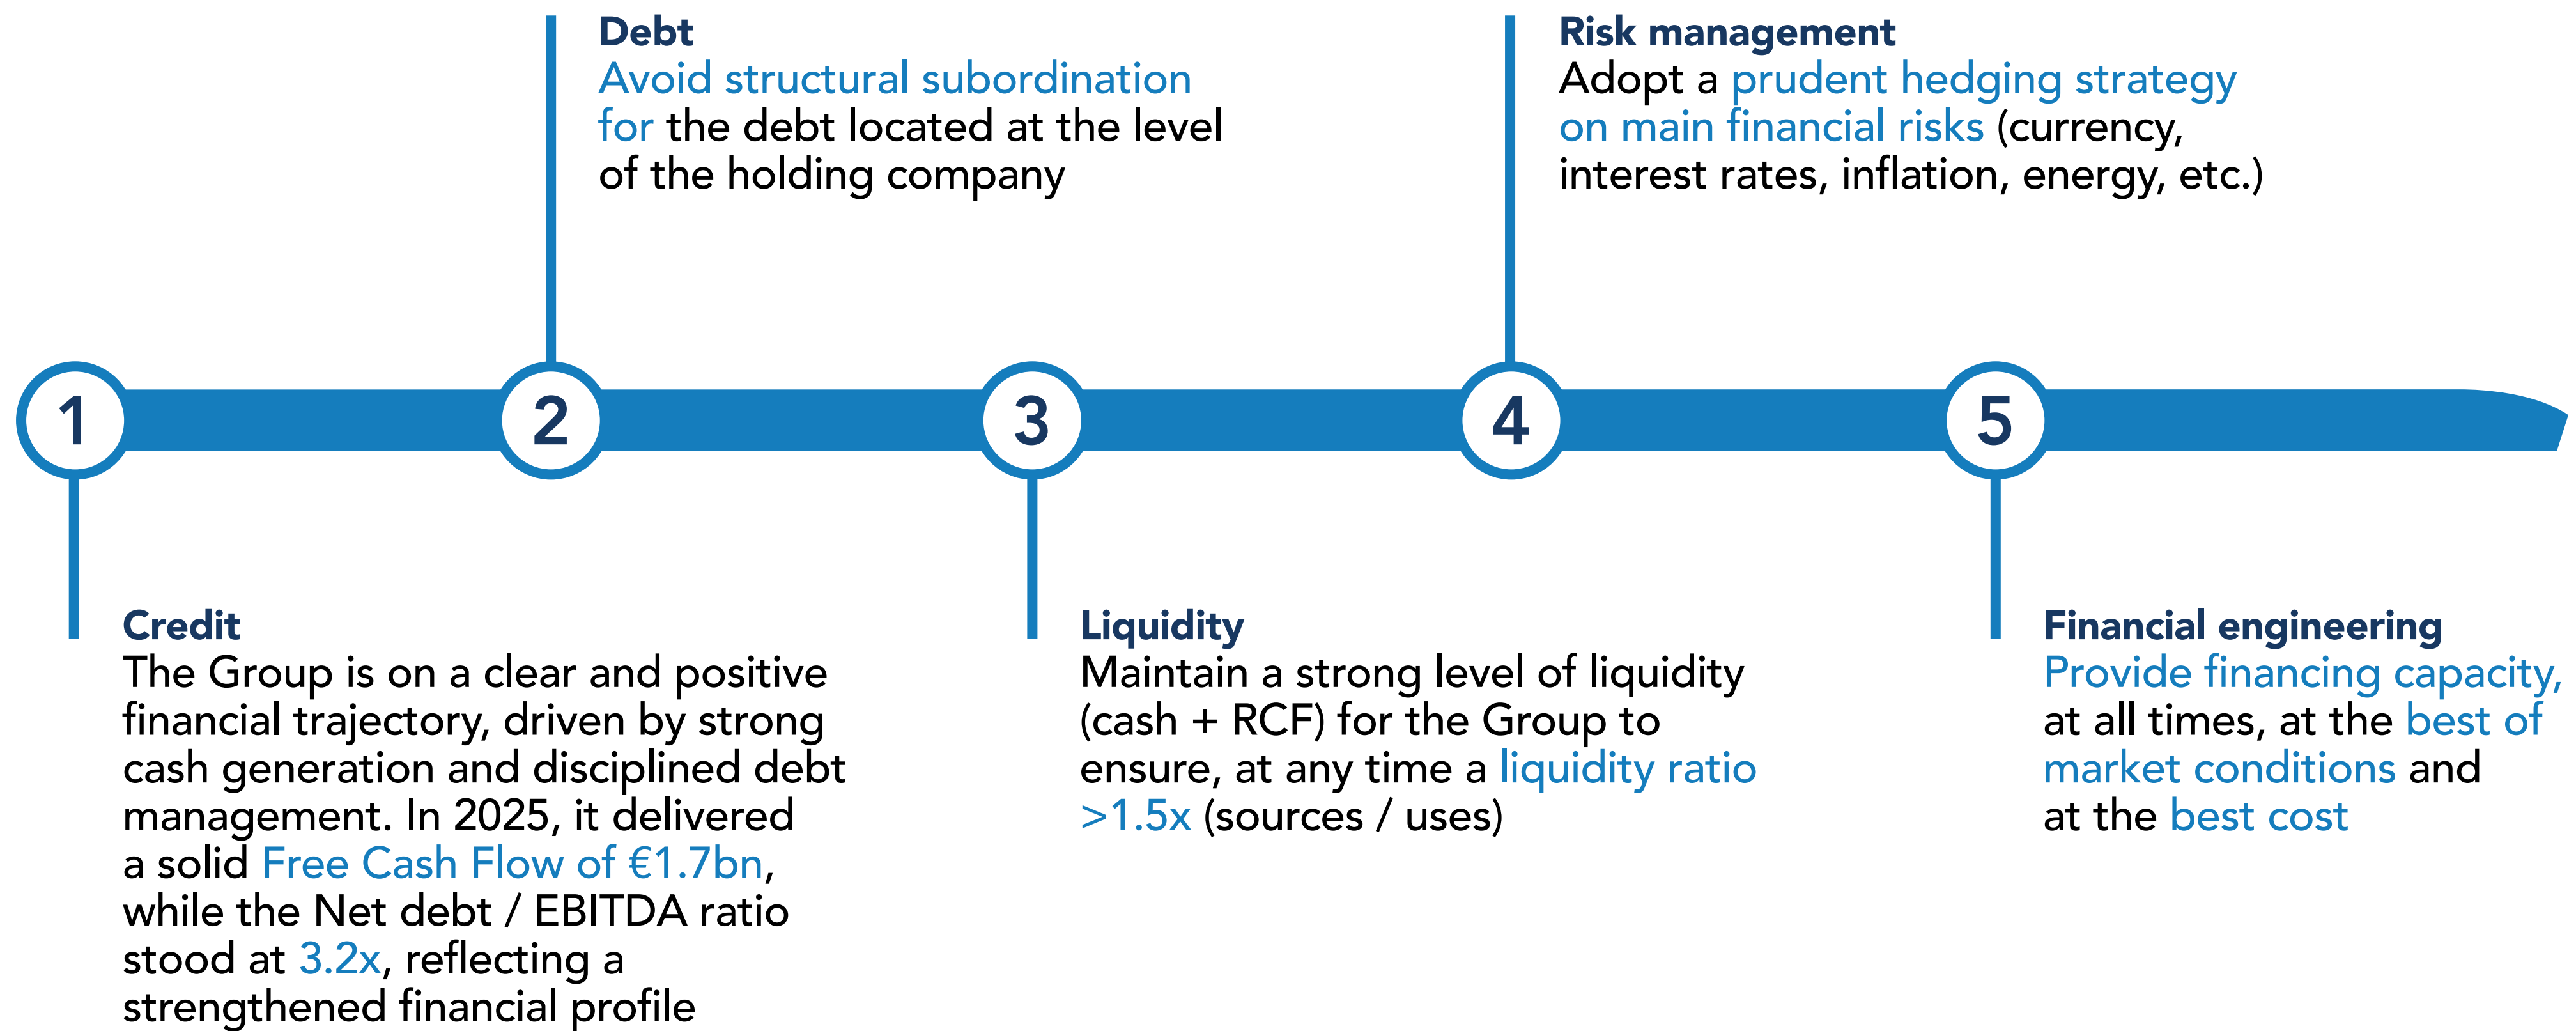 1
Credit
The Group is on a clear and positive
financial trajectory, driven by strong
cash generation and disciplined debt
management. In 2025, it delivered
a solid Free Cash Flow of €1.7bn,
while the Net debt / EBITDA ratio
stood at 3.2x, reflecting a
strengthened financial profile
2
Debt
Avoid structural subordination
for the debt located at the level
of the holding company
3
Liquidity
Maintain a strong level of liquidity
(cash + RCF) for the Group to
ensure, at any time a liquidity ratio
>1.5x (sources / uses)
4
Risk management
Adopt a prudent hedging strategy
on main financial risks (currency,
interest rates, inflation, energy, etc.)
5
Financial engineering
Provide financing capacity,
at all times, at the best of
market conditions and
at the best cost